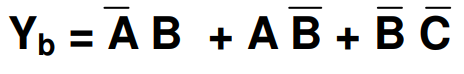 Y_b = A̅ B + A B̅ + B̅ C̅